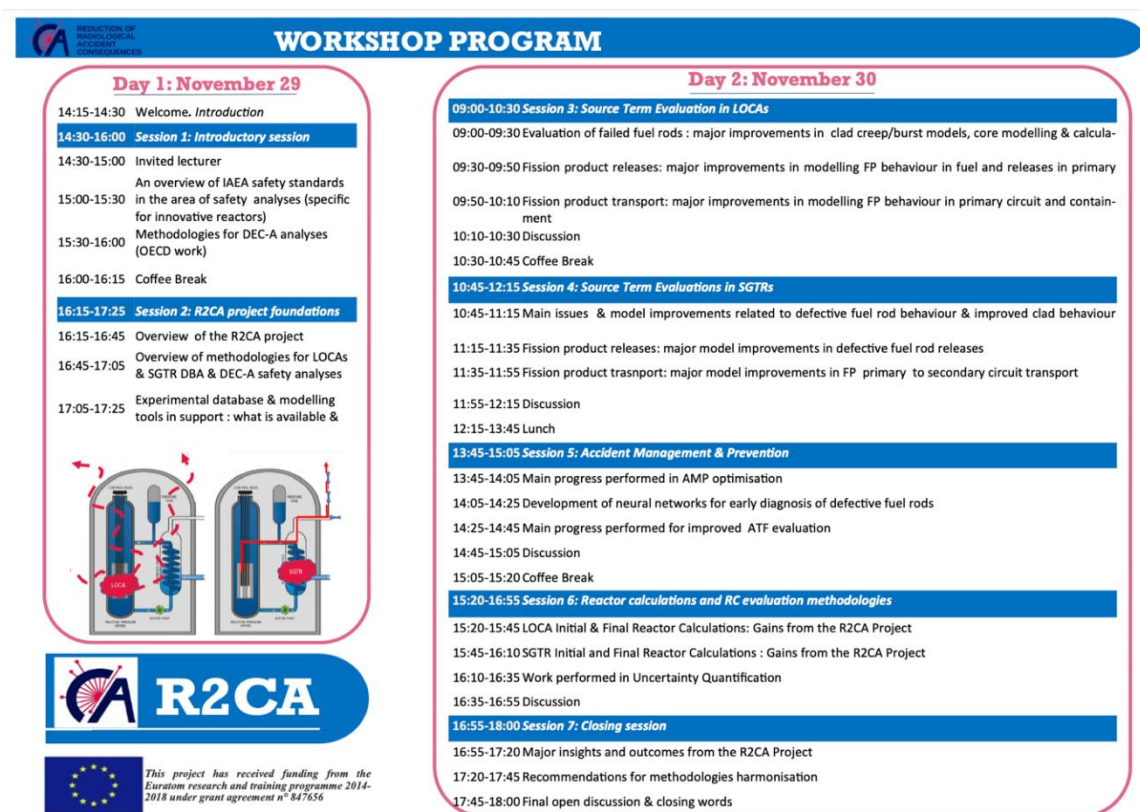 REDUCTION OF
RADIOLOGICAL
ACCIDENT
CONSEQUENCES
WORKSHOP PROGRAM
Day 1: November 29
14:15-14:30 Welcome. Introduction
14:30-16:00 Session 1: Introductory session
14:30-15:00 Invited lecturer
15:00-15:30 An overview of IAEA safety standards
in the area of safety analyses (specific
for innovative reactors)
15:30-16:00 Methodologies for DEC-A analyses
(OECD work)
16:00-16:15 Coffee Break
16:15-17:25 Session 2: R2CA project foundations
16:15-16:45 Overview of the R2CA project
16:45-17:05 Overview of methodologies for LOCAs
& SGTR DBA & DEC-A safety analyses
17:05-17:25 Experimental database & modelling
tools in support : what is available &
LOCA
SGTR
R2CA
This project has received funding from the
Euratom research and training programme 2014-
2018 under grant agreement n° 847656
Day 2: November 30
09:00-10:30 Session 3: Source Term Evaluation in LOCAs
09:00-09:30 Evaluation of failed fuel rods : major improvements in clad creep/burst models, core modelling & calcula-
09:30-09:50 Fission product releases: major improvements in modelling FP behaviour in fuel and releases in primary
09:50-10:10 Fission product transport: major improvements in modelling FP behaviour in primary circuit and contain-
ment
10:10-10:30 Discussion
10:30-10:45 Coffee Break
10:45-12:15 Session 4: Source Term Evaluations in SGTRs
10:45-11:15 Main issues & model improvements related to defective fuel rod behaviour & improved clad behaviour
11:15-11:35 Fission product releases: major model improvements in defective fuel rod releases
11:35-11:55 Fission product trasnport: major model improvements in FP primary to secondary circuit transport
11:55-12:15 Discussion
12:15-13:45 Lunch
13:45-15:05 Session 5: Accident Management & Prevention
13:45-14:05 Main progress performed in AMP optimisation
14:05-14:25 Development of neural networks for early diagnosis of defective fuel rods
14:25-14:45 Main progress performed for improved ATF evaluation
14:45-15:05 Discussion
15:05-15:20 Coffee Break
15:20-16:55 Session 6: Reactor calculations and RC evaluation methodologies
15:20-15:45 LOCA Initial & Final Reactor Calculations: Gains from the R2CA Project
15:45-16:10 SGTR Initial and Final Reactor Calculations : Gains from the R2CA Project
16:10-16:35 Work performed in Uncertainty Quantification
16:35-16:55 Discussion
16:55-18:00 Session 7: Closing session
16:55-17:20 Major insights and outcomes from the R2CA Project
17:20-17:45 Recommendations for methodologies harmonisation
17:45-18:00 Final open discussion & closing words